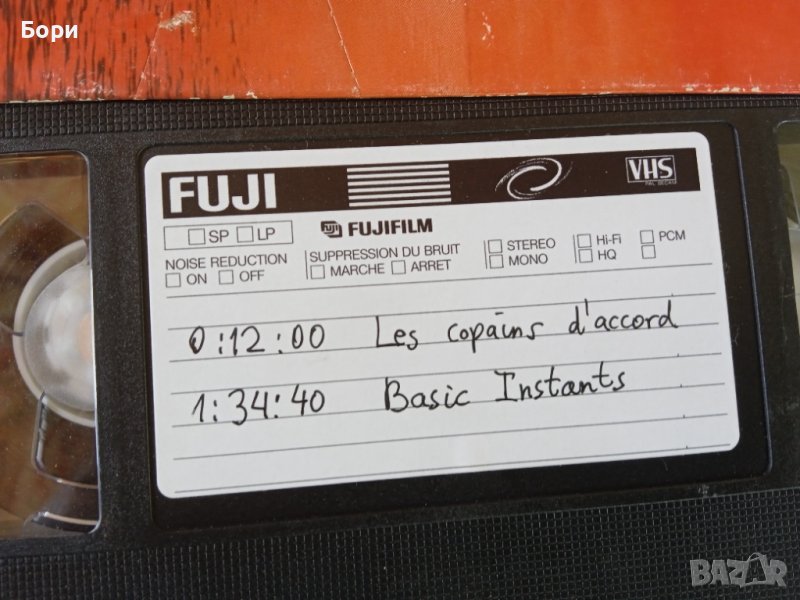 Бори
FUJI VHS
PAL SECAM
SP LP FUJIFILM
NOISE REDUCTION SUPPRESSION DU BRUIT STEREO Hi-Fi PCM
ON OFF MARCHE ARRET MONO HQ
0:12:00 Les copains d'accord
1:34:40 Basic Instants
BAZAR